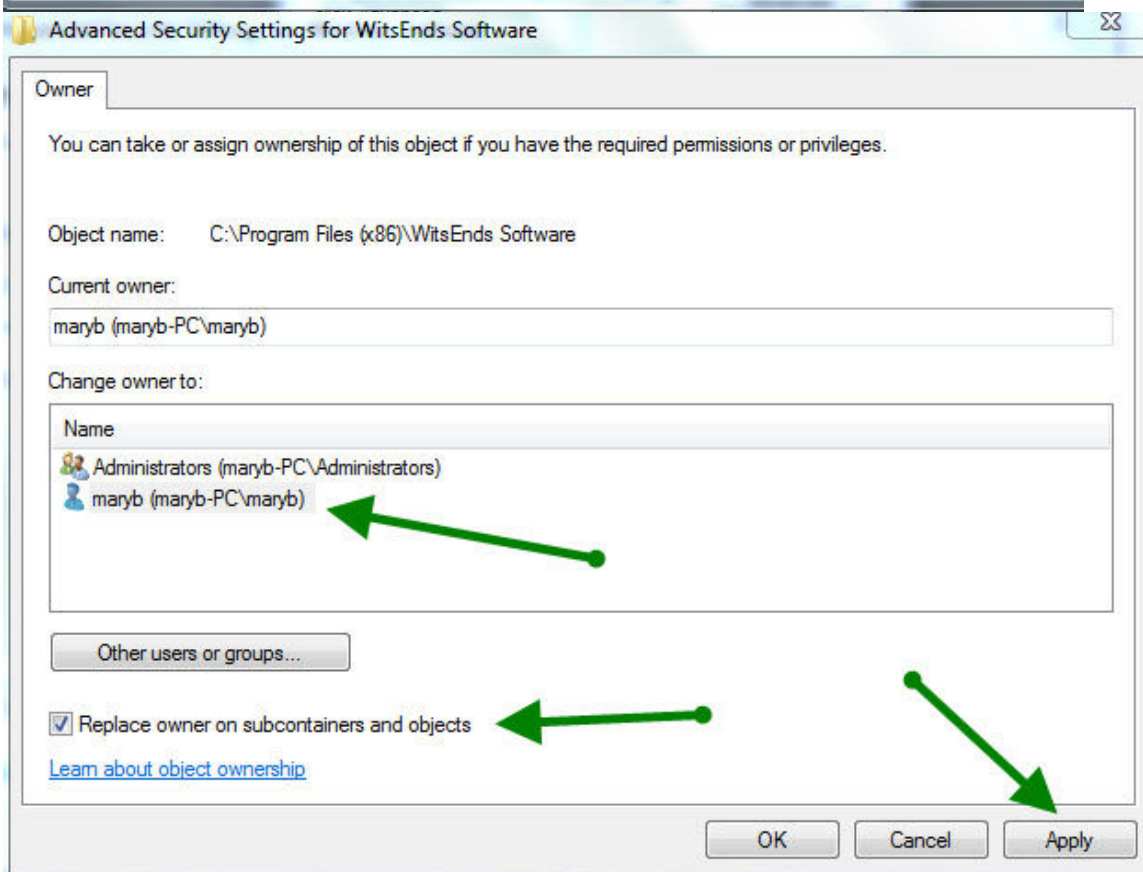 Advanced Security Settings for WitsEnds Software
Owner
You can take or assign ownership of this object if you have the required permissions or privileges.
Object name: C:\Program Files (x86)\WitsEnds Software
Current owner:
maryb (maryb-PC\maryb)
Change owner to:
Name
Administrators (maryb-PC\Administrators)
maryb (maryb-PC\maryb)
Other users or groups...
Replace owner on subcontainers and objects
Learn about object ownership
OK Cancel Apply